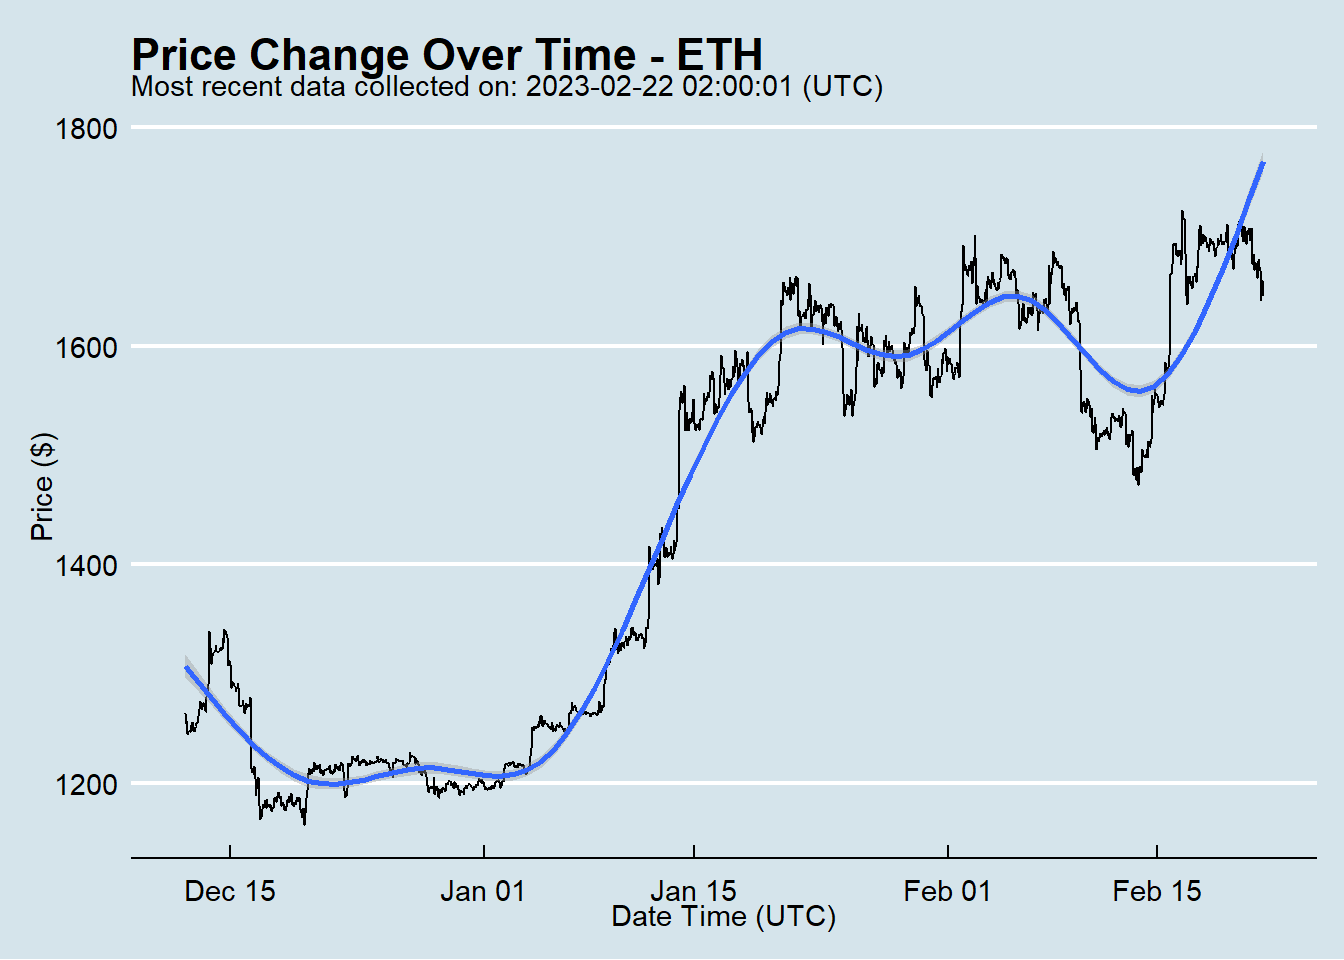 Price Change Over Time - ETH
Most recent data collected on: 2023-02-22 02:00:01 (UTC)
1800
1600
1400
1200
Price ($)
Dec 15 Jan 01 Jan 15 Feb 01 Feb 15
Date Time (UTC)